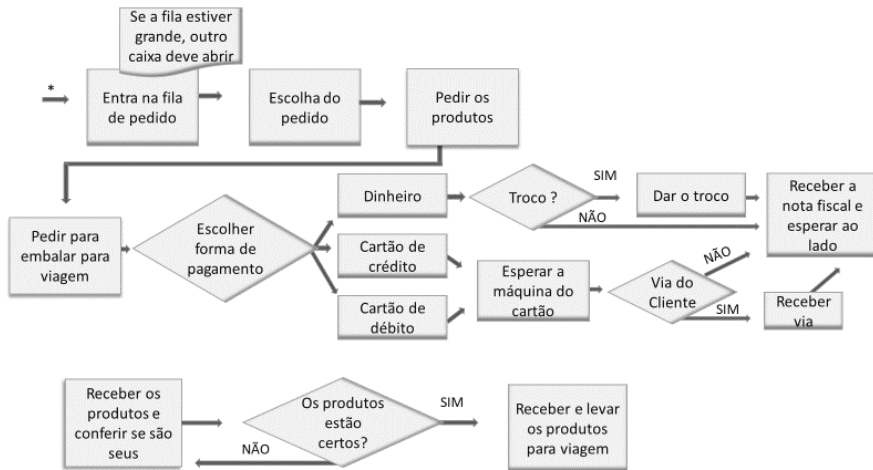 Se a fila estiver
grande, outro
caixa deve abrir
*
Entra na fila
de pedido
Escolha do
pedido
Pedir os
produtos
Pedir para
embalar para
viagem
Escolher
forma de
pagamento
Dinheiro
Troco ?
SIM
NÃO
Dar o troco
Receber a
nota fiscal e
esperar ao
lado
Cartão de
crédito
Cartão de
débito
Esperar a
máquina do
cartão
Via do
Cliente
NÃO
SIM
Receber
via
Receber os
produtos e
conferir se são
seus
Os produtos
estão
certos?
SIM
NÃO
Receber e levar
os produtos
para viagem